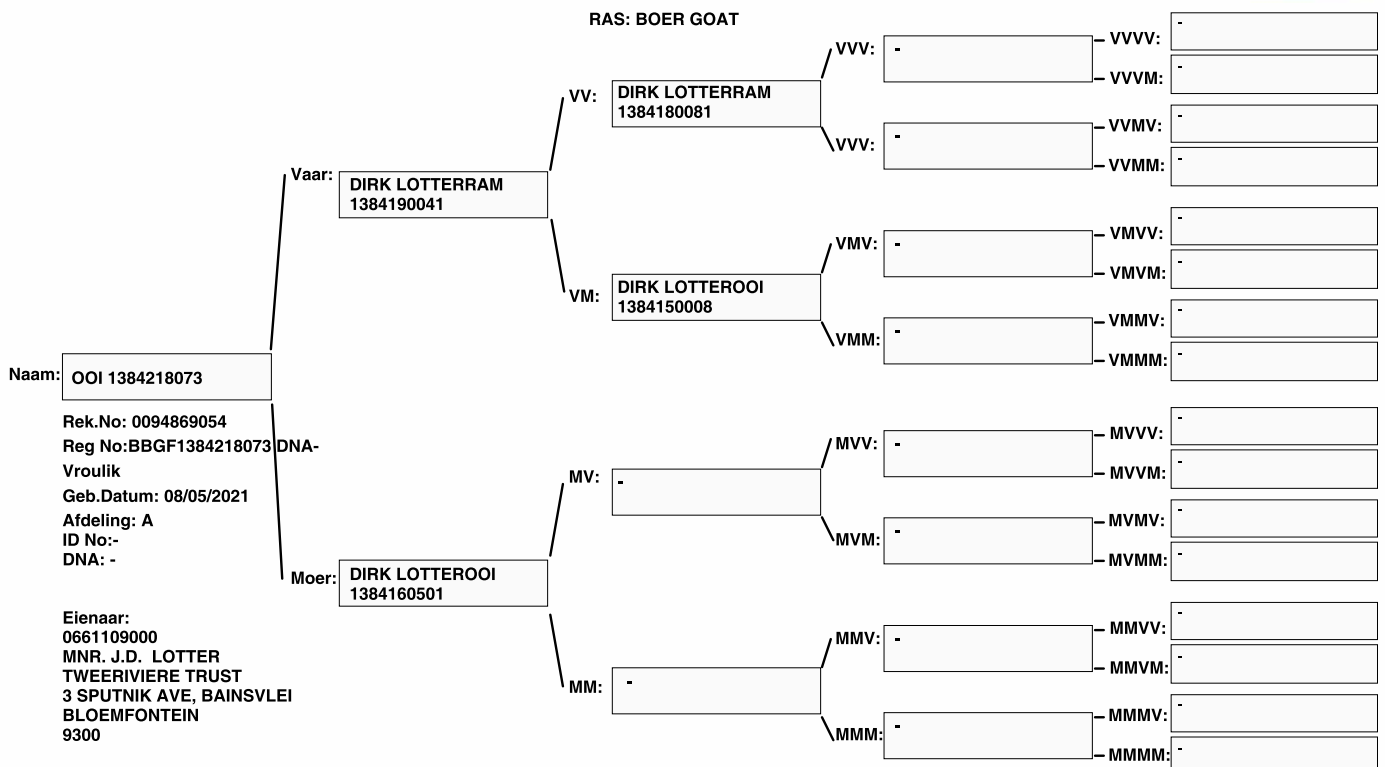 RAS: BOER GOAT
Naam: OOI 1384218073
Rek.No: 0094869054
Reg No:BBGF1384218073 DNA-
Vroulik
Geb.Datum: 08/05/2021
Afdeling: A
ID No:-
DNA: -
Eienaar:
0661109000
MNR. J.D. LOTTER
TWEERIVIERE TRUST
3 SPUTNIK AVE, BAINSVLEI
BLOEMFONTEIN
9300
Vaar: DIRK LOTTERRAM
1384190041
Moer: DIRK LOTTEROOI
1384160501
VV: DIRK LOTTERRAM
1384180081
VM: DIRK LOTTEROOI
1384150008
MV: -
MM: -
VVV: -
VVV: -
VMV: -
VMM: -
MVV: -
MVM: -
MMV: -
MMM: -
VVVV: -
VVVM: -
VVMV: -
VVMM: -
VMVV: -
VMVM: -
VMMV: -
VMMM: -
MVVV: -
MVVM: -
MVMV: -
MVMM: -
MMVV: -
MMVM: -
MMMV: -
MMMM: -